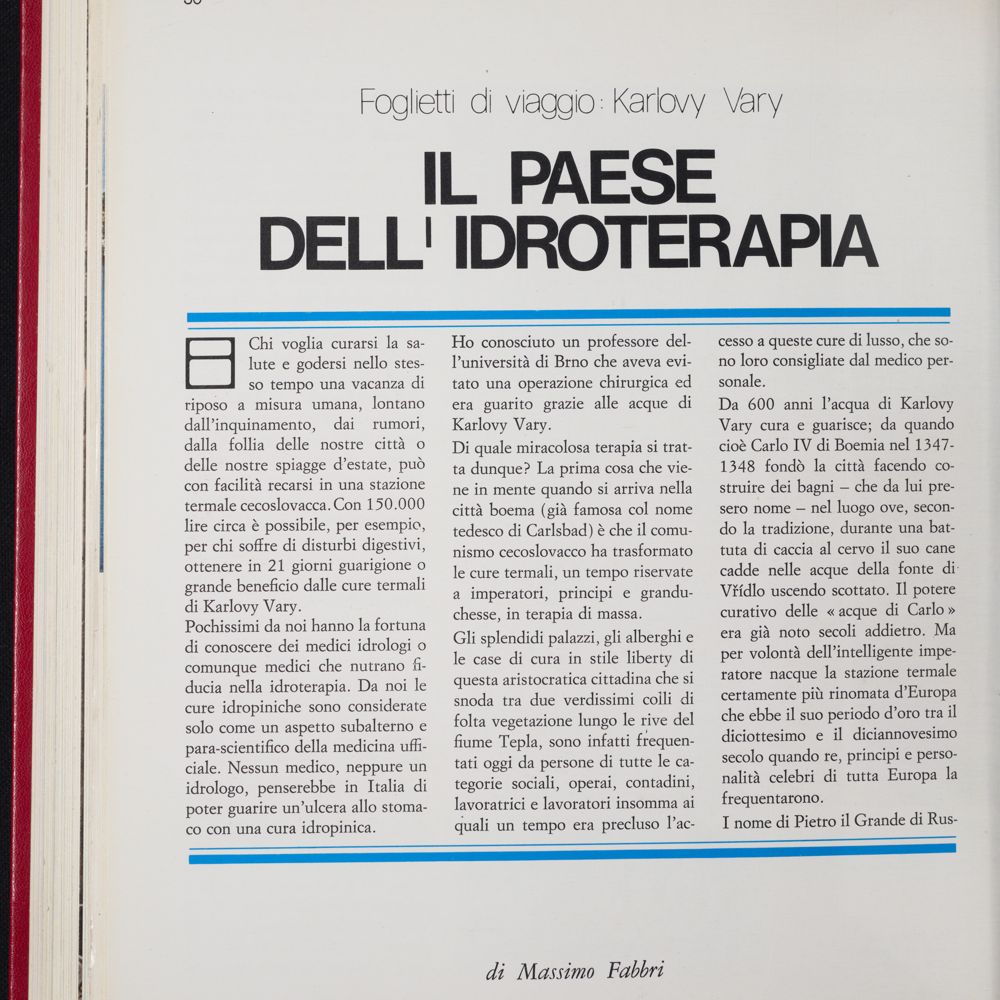 Foglietti di viaggio: Karlovy Vary
IL PAESE
DELL'IDROTERAPIA
Chi voglia curarsi la sa-
lute e godersi nello stes-
so tempo una vacanza di
riposo a misura umana, lontano
dall'inquinamento, dai rumori,
dalla follia delle nostre città o
delle nostre spiagge d'estate, può
con facilità recarsi in una stazione
termale cecoslovacca. Con 150.000
lire circa è possibile, per esempio,
per chi soffre di disturbi digestivi,
ottenere in 21 giorni guarigione o
grande beneficio dalle cure termali
di Karlovy Vary.
Pochissimi da noi hanno la fortuna
di conoscere dei medici idrologi o
comunque medici che nutrano fi-
ducia nella idroterapia. Da noi le
cure idropiniche sono considerate
solo come un aspetto subalterno e
para-scientifico della medicina uffi-
ciale. Nessun medico, neppure un
idrologo, penserebbe in Italia di
poter guarire un'ulcera allo stoma-
co con una cura idropinica.
Ho conosciuto un professore del-
l'università di Brno che aveva evi-
tato una operazione chirurgica ed
era guarito grazie alle acque di
Karlovy Vary.
Di quale miracolosa terapia si trat-
ta dunque? La prima cosa che vie-
ne in mente quando si arriva nella
città boema (già famosa col nome
tedesco di Carlsbad) è che il comu-
nismo cecoslovacco ha trasformato
le cure termali, un tempo riservate
a imperatori, principi e grandu-
chesse, in terapia di massa.
Gli splendidi palazzi, gli alberghi e
le case di cura in stile liberty di
questa aristocratica cittadina che si
snoda tra due verdissimi colli di
folta vegetazione lungo le rive del
fiume Tepla, sono infatti frequen-
tati oggi da persone di tutte le ca-
tegorie sociali, operai, contadini,
lavoratrici e lavoratori insomma ai
quali un tempo era precluso l'ac-
cesso a queste cure di lusso, che so-
no loro consigliate dal medico per-
sonale.
Da 600 anni l'acqua di Karlovy
Vary cura e guarisce; da quando
cioè Carlo IV di Boemia nel 1347-
1348 fondò la città facendo co-
struire dei bagni – che da lui pre-
sero nome – nel luogo ove, secon-
do la tradizione, durante una bat-
tuta di caccia al cervo il suo cane
cadde nelle acque della fonte di
Vřídlo uscendo scottato. Il potere
curativo delle «acque di Carlo»
era già noto secoli addietro. Ma
per volontà dell'intelligente impe-
ratore nacque la stazione termale
certamente più rinomata d'Europa
che ebbe il suo periodo d'oro tra il
diciottesimo e il diciannovesimo
secolo quando re, principi e perso-
nalità celebri di tutta Europa la
frequentarono.
I nome di Pietro il Grande di Rus-
di Massimo Fabbri